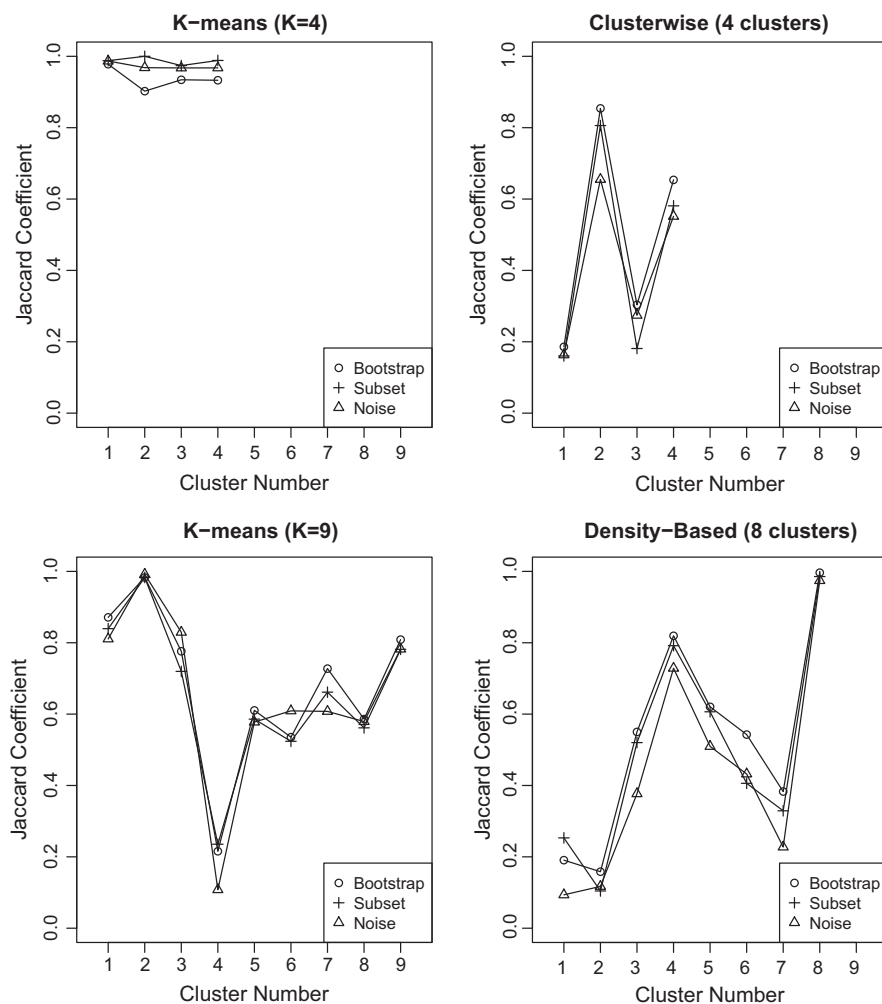 K−means (K=4)
Jaccard Coefficient
1.0
0.8
0.6
0.4
0.2
0.0
Bootstrap
Subset
Noise
1 2 3 4 5 6 7 8 9
Cluster Number
Clusterwise (4 clusters)
Jaccard Coefficient
1.0
0.8
0.6
0.4
0.2
0.0
Bootstrap
Subset
Noise
1 2 3 4 5 6 7 8 9
Cluster Number
K−means (K=9)
Jaccard Coefficient
1.0
0.8
0.6
0.4
0.2
0.0
Bootstrap
Subset
Noise
1 2 3 4 5 6 7 8 9
Cluster Number
Density−Based (8 clusters)
Jaccard Coefficient
1.0
0.8
0.6
0.4
0.2
0.0
Bootstrap
Subset
Noise
1 2 3 4 5 6 7 8 9
Cluster Number